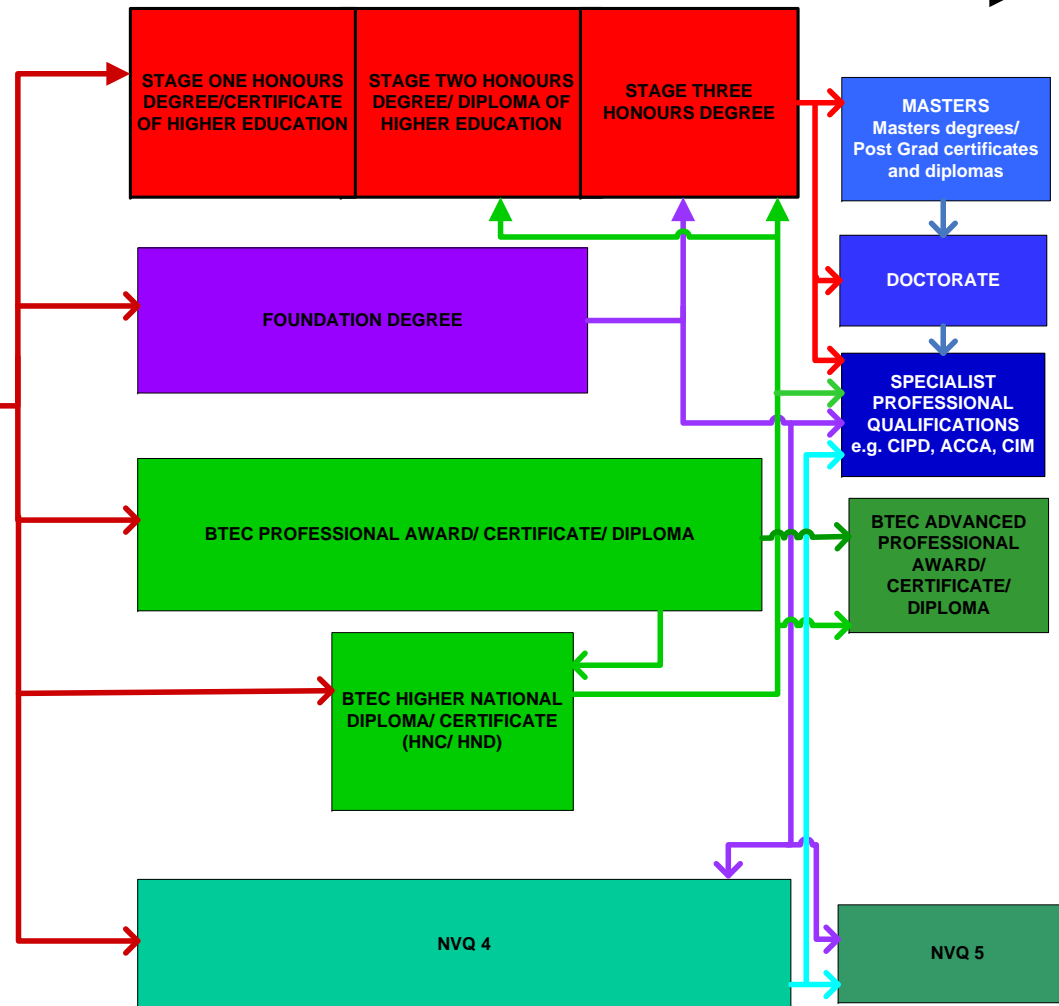 STAGE ONE HONOURS
DEGREE/CERTIFICATE
OF HIGHER EDUCATION
STAGE TWO HONOURS
DEGREE/ DIPLOMA OF
HIGHER EDUCATION
STAGE THREE
HONOURS DEGREE
MASTERS
Masters degrees/
Post Grad certificates
and diplomas
FOUNDATION DEGREE
DOCTORATE
SPECIALIST
PROFESSIONAL
QUALIFICATIONS
e.g. CIPD, ACCA, CIM
BTEC PROFESSIONAL AWARD/ CERTIFICATE/ DIPLOMA
BTEC ADVANCED
PROFESSIONAL
AWARD/
CERTIFICATE/
DIPLOMA
BTEC HIGHER NATIONAL
DIPLOMA/ CERTIFICATE
(HNC/ HND)
NVQ 4
NVQ 5